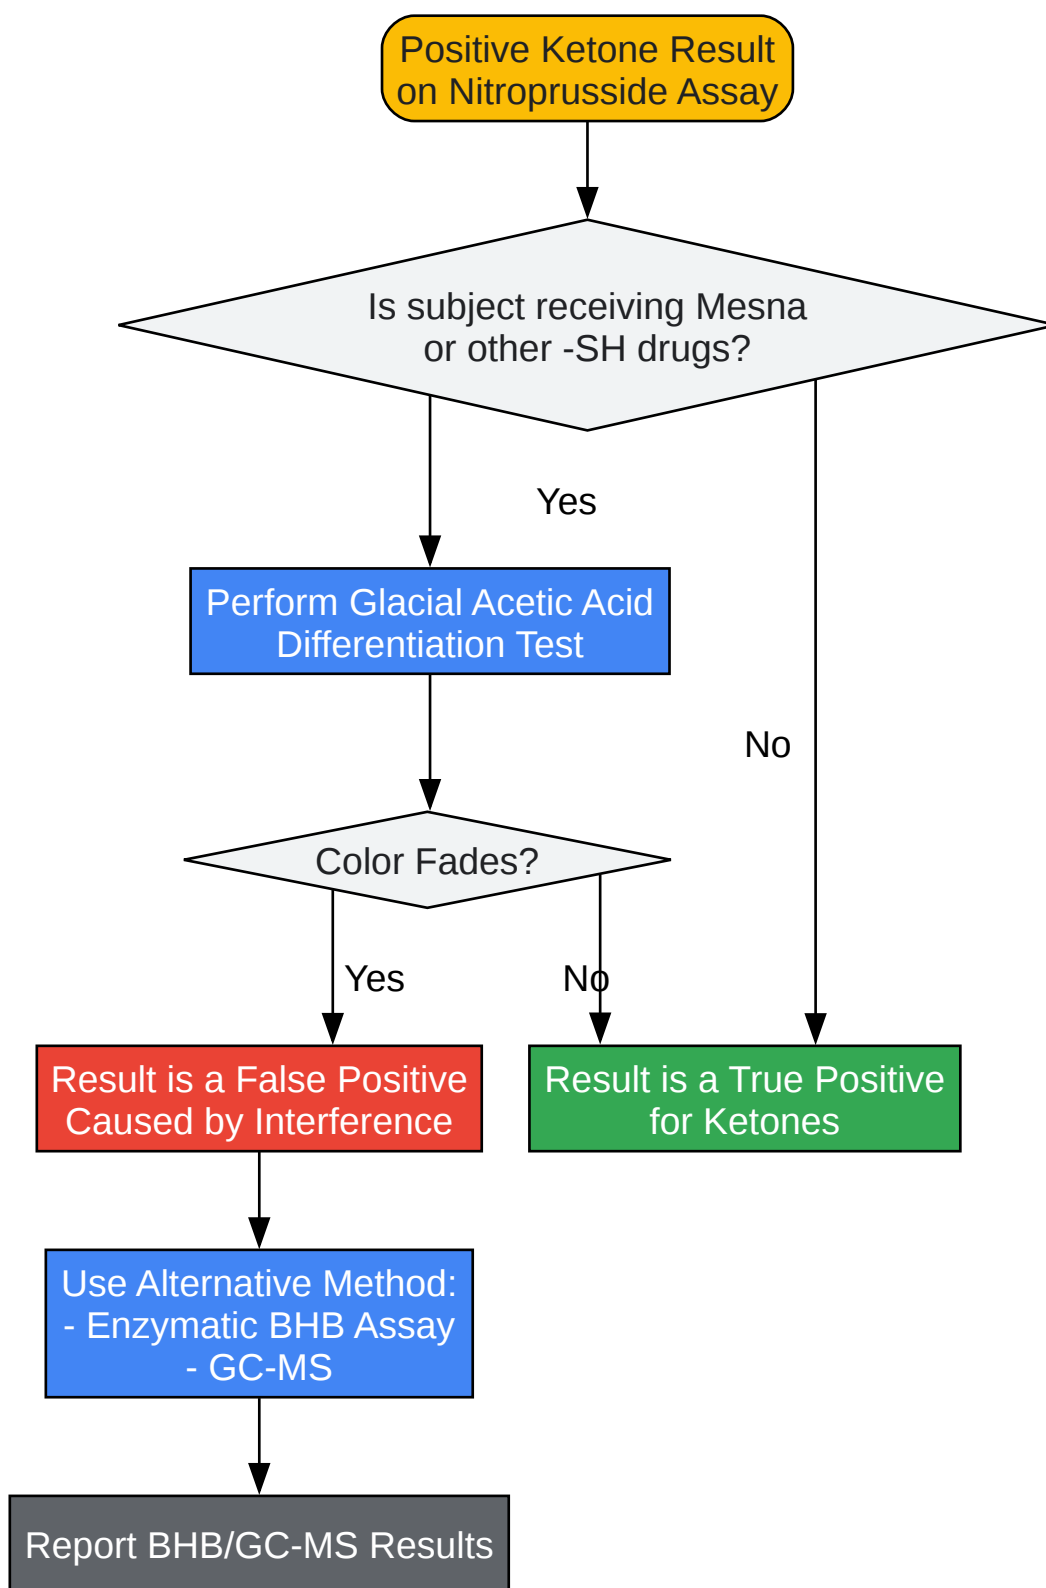 Positive Ketone Result
on Nitroprusside Assay
Is subject receiving Mesna
or other -SH drugs?
Yes
Perform Glacial Acetic Acid
Differentiation Test
No
Color Fades?
Yes
No
Result is a False Positive
Caused by Interference
Result is a True Positive
for Ketones
Use Alternative Method:
- Enzymatic BHB Assay
- GC-MS
Report BHB/GC-MS Results